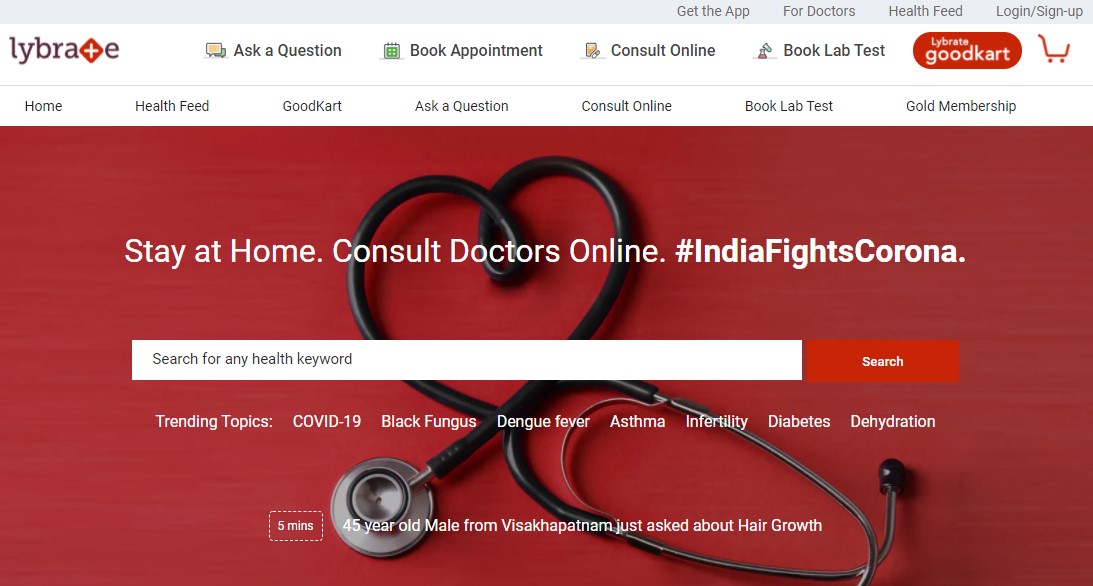 Get the App For Doctors Health Feed Login/Sign-up
lybrate Ask a Question Book Appointment Consult Online Book Lab Test Lybrate goodkart
Home Health Feed GoodKart Ask a Question Consult Online Book Lab Test Gold Membership
Stay at Home. Consult Doctors Online. #IndiaFightsCorona.
Search for any health keyword Search
Trending Topics: COVID-19 Black Fungus Dengue fever Asthma Infertility Diabetes Dehydration
5 mins 45 year old Male from Visakhapatnam just asked about Hair Growth